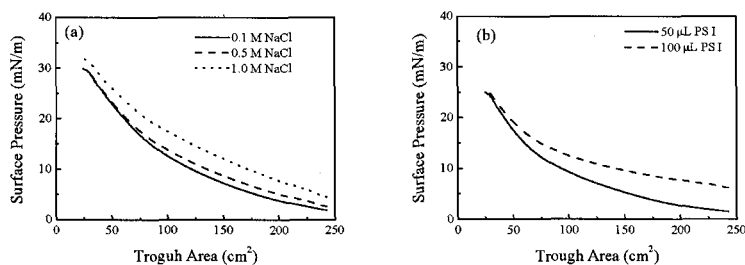 (a)
0.1 M NaCl
0.5 M NaCl
1.0 M NaCl
Surface Pressure (mN/m)
40
30
20
10
0
0 50 100 150 200 250
Troguh Area (cm²)
(b)
50 μL PS I
100 μL PS I
Surface Pressure (mN/m)
40
30
20
10
0
0 50 100 150 200 250
Trough Area (cm²)